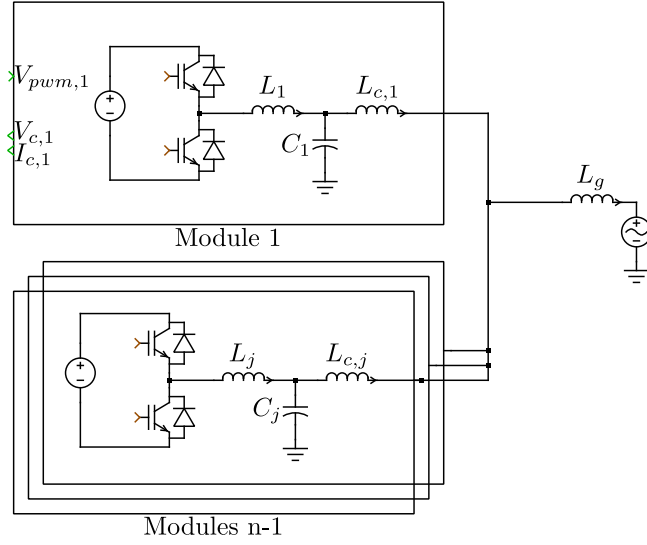 V_{pwm,1}
V_{c,1}
I_{c,1}
+
−
L_1
C_1
L_{c,1}
Module 1
L_g
+
−
+
−
L_j
C_j
L_{c,j}
Modules n-1